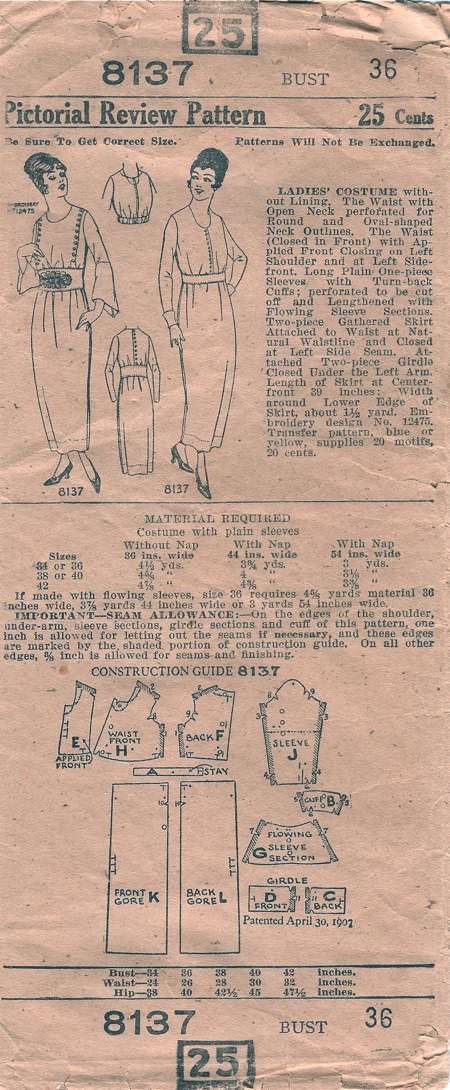 25
8137 BUST 36
Pictorial Review Pattern 25 Cents
Be Sure To Get Correct Size. Patterns Will Not Be Exchanged.
EMBROIDERY
Nº12475
8137
8137
LADIES' COSTUME with-
out Lining. The Waist with
Open Neck perforated for
Round and Oval-shaped
Neck Outlines. The Waist
(Closed in Front) with Ap-
plied Front Closing on Left
Shoulder and at Left Side-
front. Long Plain One-piece
Sleeves with Turn-back
Cuffs; perforated to be cut
off and Lengthened with
Flowing Sleeve Sections.
Two-piece Gathered Skirt
Attached to Waist at Nat-
ural Waistline and Closed
at Left Side Seam. At-
tached Two-piece Girdle
Closed Under the Left Arm.
Length of Skirt at Center-
front 39 inches; Width
around Lower Edge of
Skirt, about 1½ yard. Em-
broidery design No. 12475.
Transfer pattern, blue or
yellow, supplies 20 motifs,
20 cents.
MATERIAL REQUIRED
Costume with plain sleeves
Without Nap With Nap With Nap
Sizes 36 ins. wide 44 ins. wide 54 ins. wide
34 or 36 4½ yds. 3¾ yds. 3 yds.
38 or 40 4⅝ " 4 " 3⅛ "
42 4⅞ " 4⅜ " 3⅜ "
If made with flowing sleeves, size 36 requires 4⅝ yards material 36
inches wide, 3⅞ yards 44 inches wide or 3 yards 54 inches wide.
IMPORTANT—SEAM ALLOWANCE:—On the edges of the shoulder,
under-arm, sleeve sections, girdle sections and cuff of this pattern, one
inch is allowed for letting out the seams if necessary, and these edges
are marked by the shaded portion of construction guide. On all other
edges, ⅜ inch is allowed for seams and finishing.
CONSTRUCTION GUIDE 8137
E
APPLIED
FRONT
WAIST
FRONT
H
BACK F
SLEEVE
J
A STAY
CUFF B
FLOWING
G SLEEVE
SECTION
FRONT
GORE K
BACK
GORE L
GIRDLE
D
FRONT
C
BACK
Patented April 30, 1907
Bust—34 36 38 40 42 inches.
Waist—24 26 28 30 32 inches.
Hip—38 40 42½ 45 47½ inches.
8137 BUST 36
25